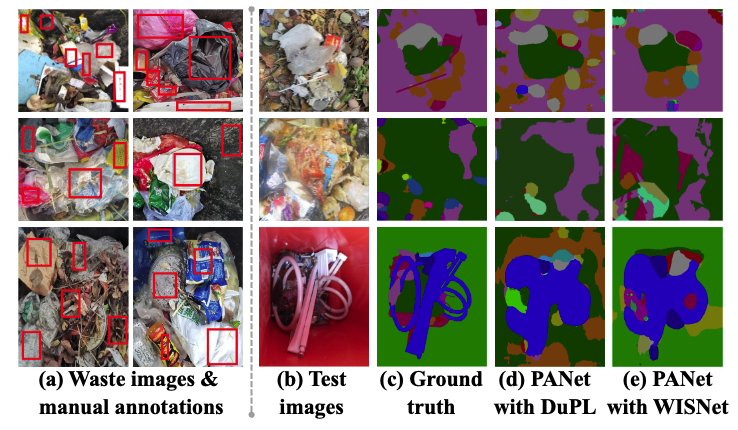 (a) Waste images &
manual annotations
(b) Test
images
(c) Ground
truth
(d) PANet
with DuPL
(e) PANet
with WISNet